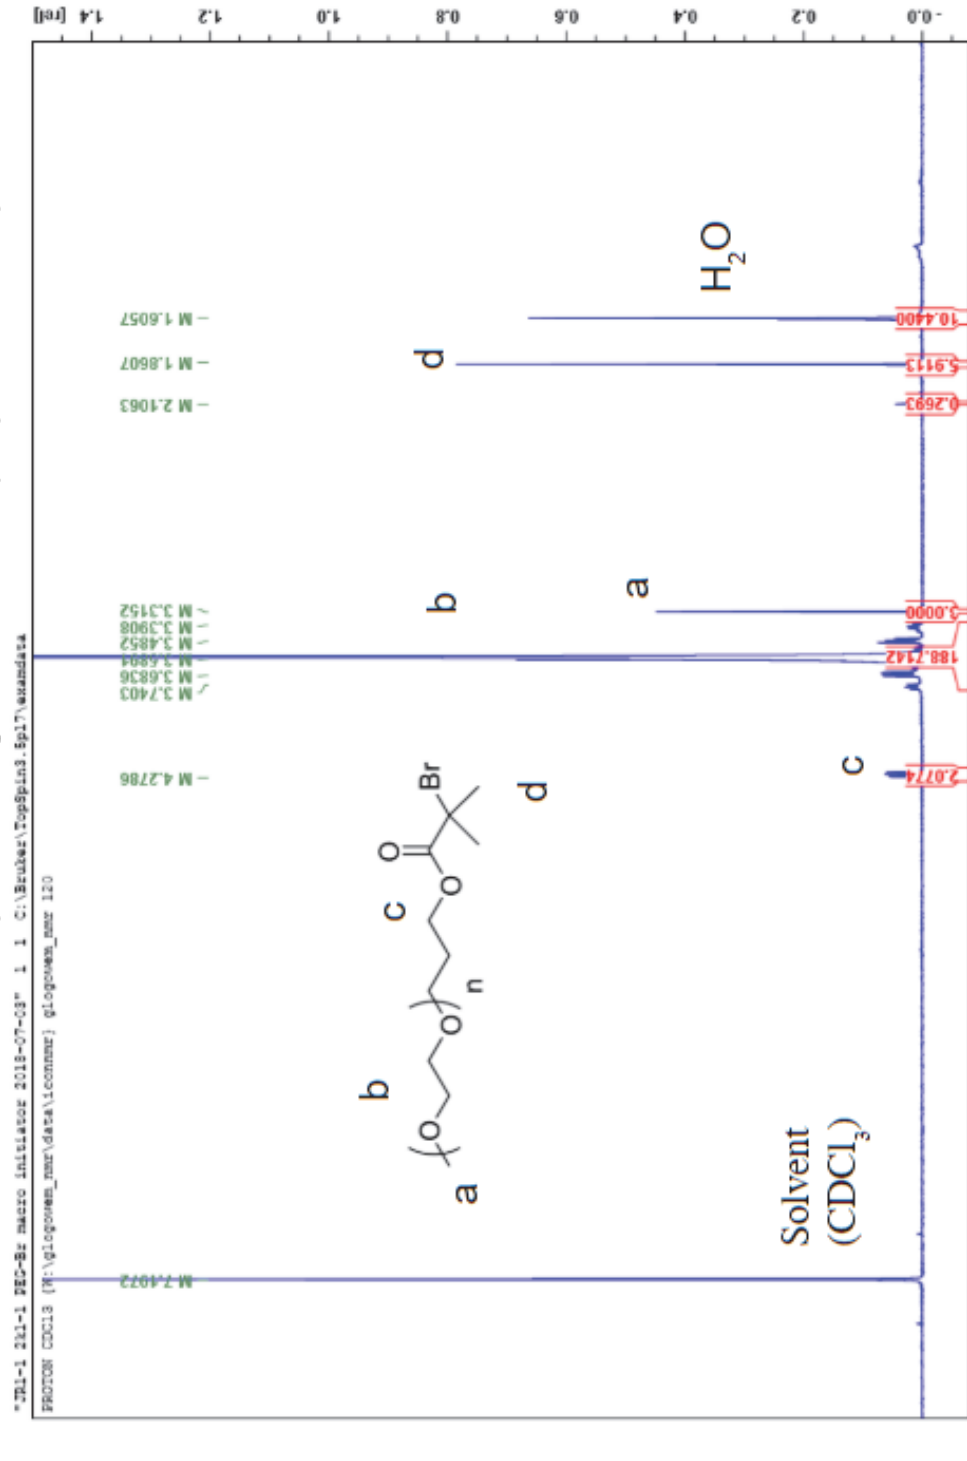 "JR1-1 2k1-1 PEG-Br macro initiator 2018-07-03" 1 1 C:\Bruker\TopSpin3.5pl7\examdata
PROTON CDCl3 {N:\glogowem_nmr\data\iconnmr} glogowem_nmr 120
M 7.1972
M 4.2786
M 3.7403
M 3.6836
M 3.4852
M 3.3908
M 3.3152
M 2.1063
M 1.8607
M 1.6057
[rel]
1.4
1.2
1.0
0.8
0.6
0.4
0.2
- 0.0
a
b
c
d
O
O
n
O
O
Br
Solvent
(CDCl3)
c
b
a
d
H2O
2.0774
188.7142
3.0000
0.2693
5.9113
10.4400